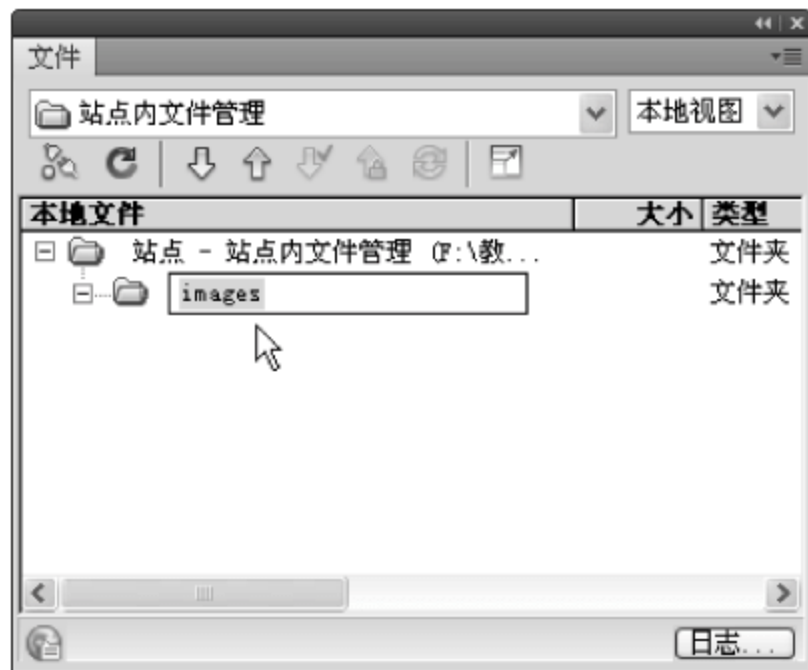 文件
站点内文件管理 本地视图
本地文件 大小 类型
站点 - 站点内文件管理 (F:\教... 文件夹
images 文件夹
日志...